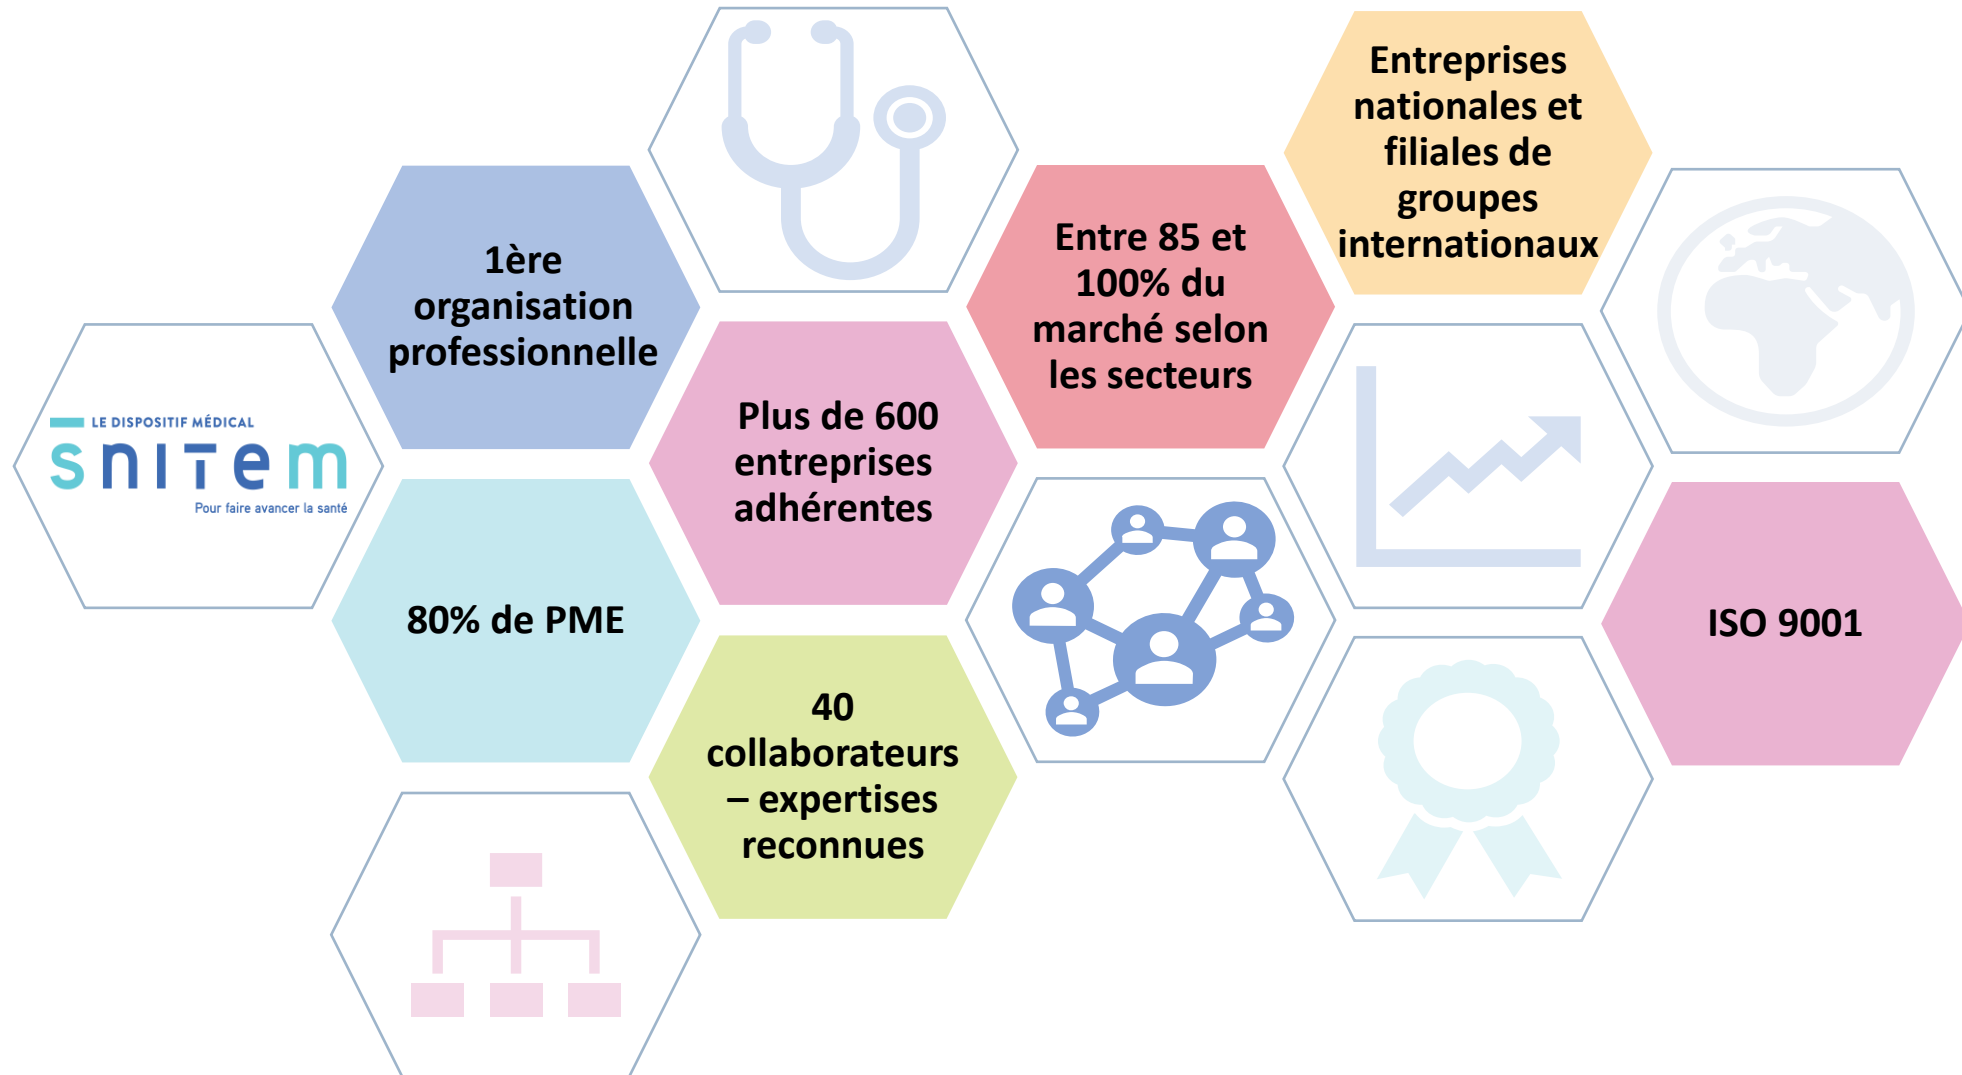 LE DISPOSITIF MÉDICAL
snitem
Pour faire avancer la santé
1ère
organisation
professionnelle
80% de PME
Plus de 600
entreprises
adhérentes
40
collaborateurs
– expertises
reconnues
Entre 85 et
100% du
marché selon
les secteurs
Entreprises
nationales et
filiales de
groupes
internationaux
ISO 9001